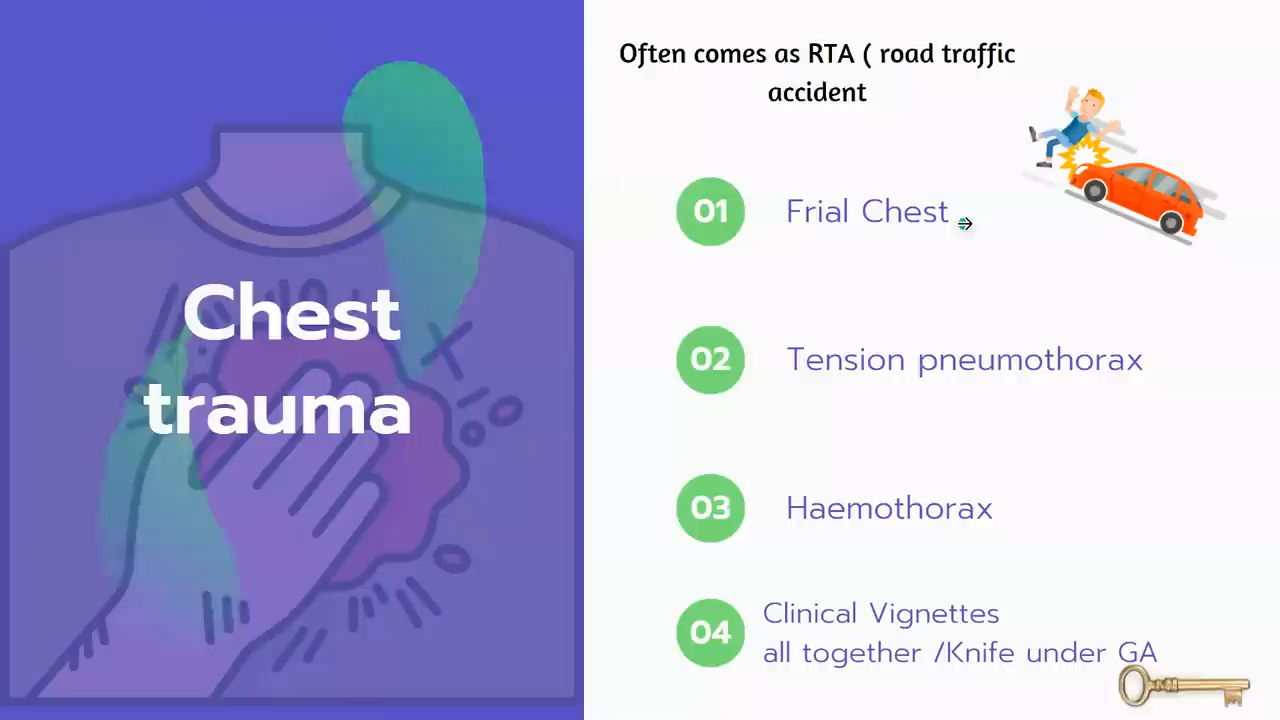 Chest
trauma
Often comes as RTA ( road traffic
accident
01 Frial Chest
02 Tension pneumothorax
03 Haemothorax
04 Clinical Vignettes
all together /Knife under GA